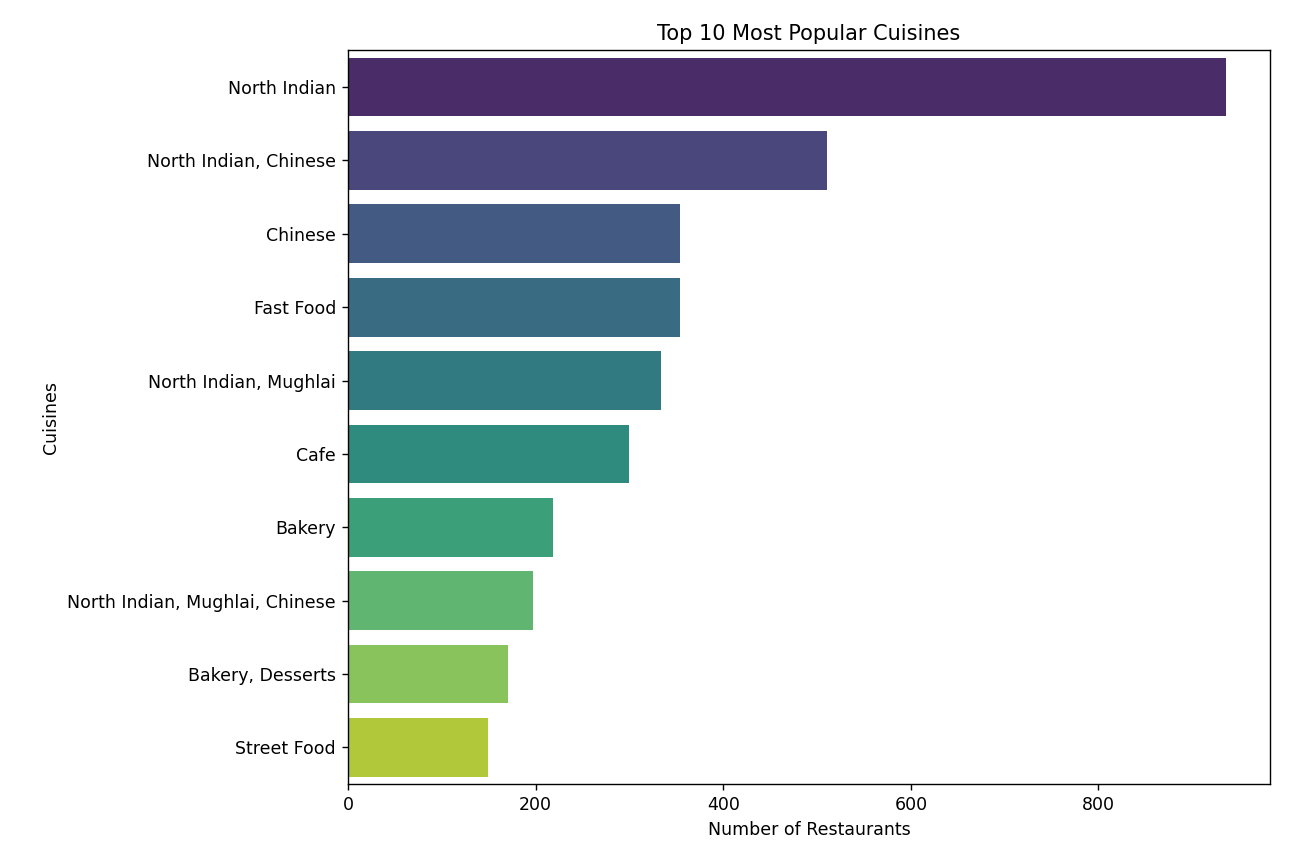 Top 10 Most Popular Cuisines
North Indian
North Indian, Chinese
Chinese
Fast Food
North Indian, Mughlai
Cafe
Bakery
North Indian, Mughlai, Chinese
Bakery, Desserts
Street Food
Cuisines
0 200 400 600 800
Number of Restaurants